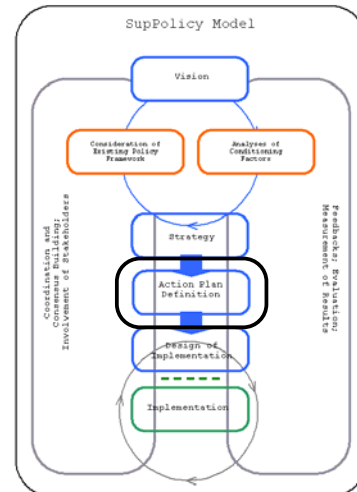 SupPolicy Model
Vision
Consideration of
Existing Policy
Framework
Analyses of
Conditioning
Factors
Strategy
Action Plan
Definition
Design of
Implementation
Implementation
Coordination and
Consensus Building;
Involvement of Stakeholders
Feedbacks; Evaluation;
Measurement of Results